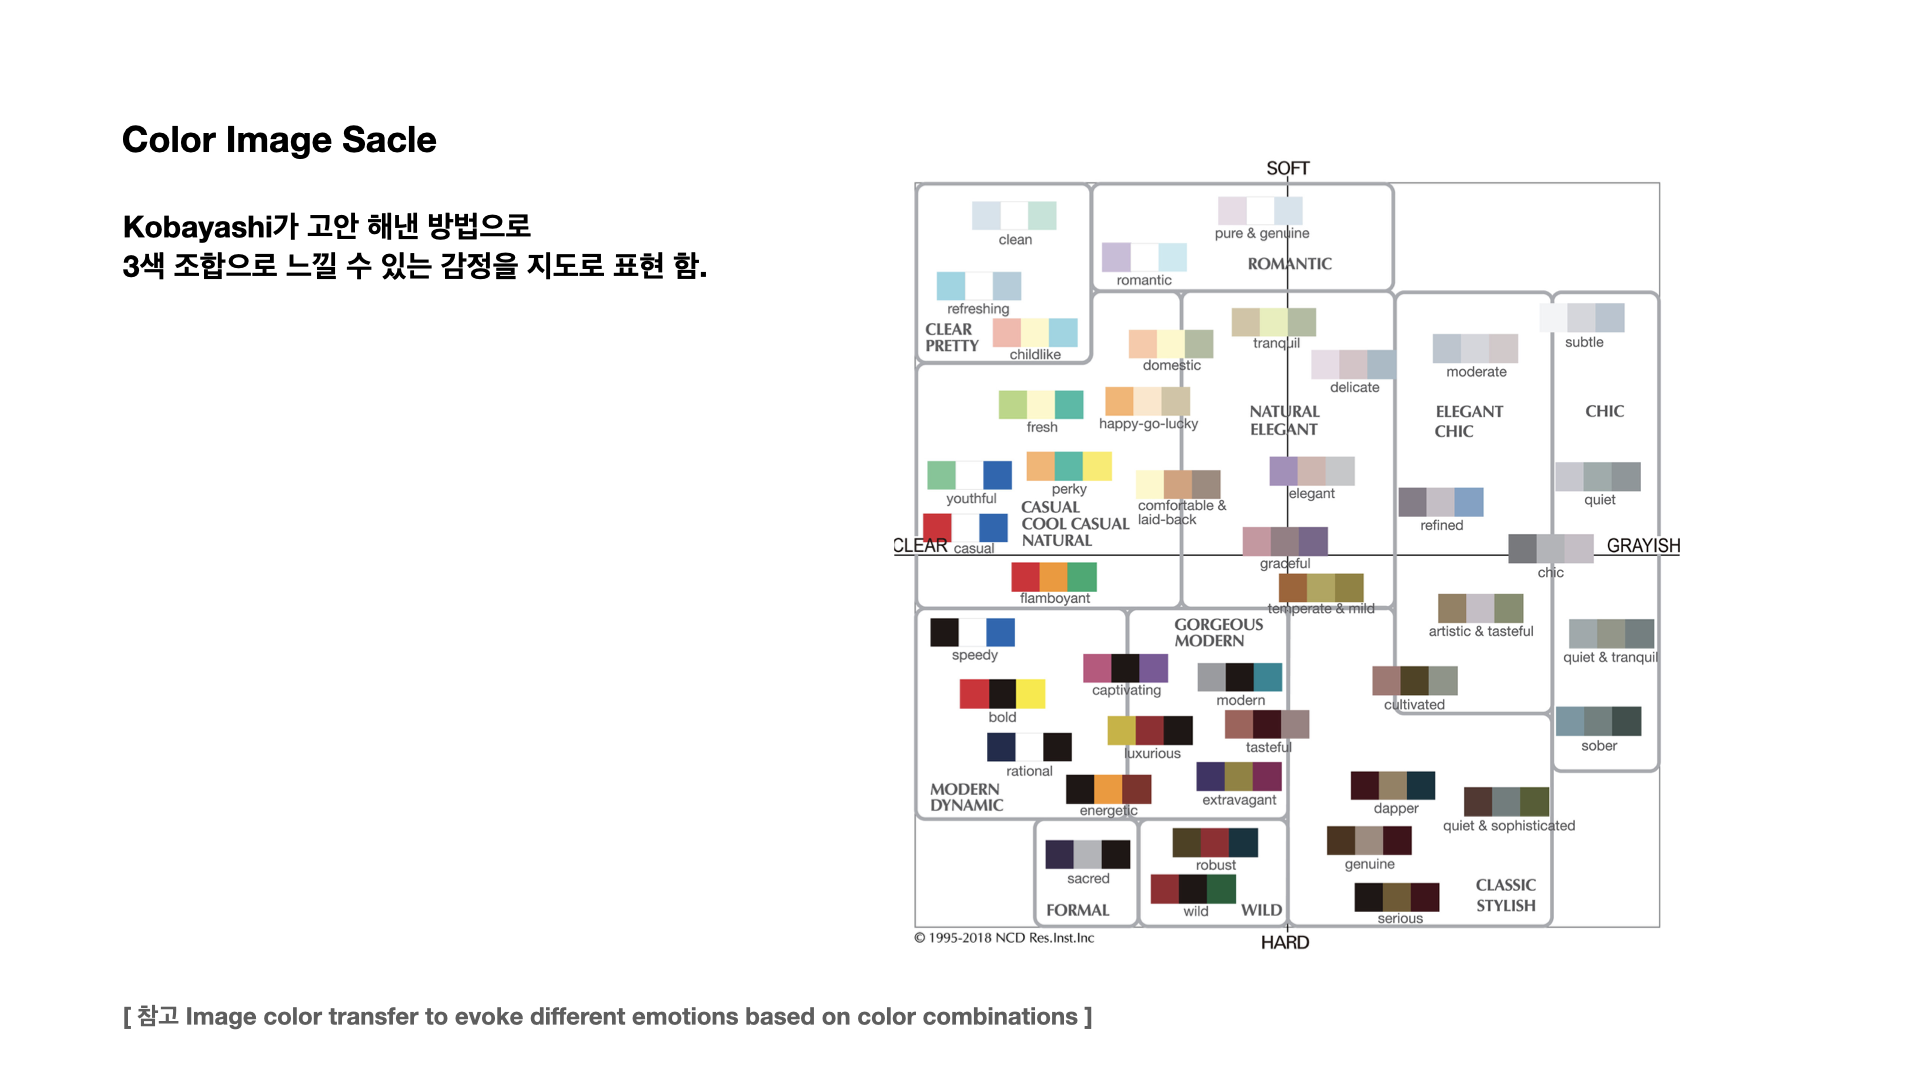 Color Image Sacle
Kobayashi가 고안 해낸 방법으로
3색 조합으로 느낄 수 있는 감정을 지도로 표현 함.
SOFT
clean
pure & genuine
romantic
ROMANTIC
refreshing
CLEAR
PRETTY
childlike
domestic
tranquil
delicate
moderate
subtle
fresh
happy-go-lucky
NATURAL
ELEGANT
ELEGANT
CHIC
CHIC
youthful
perky
comfortable &
laid-back
elegant
refined
quiet
CASUAL
COOL CASUAL
NATURAL
CLEAR
casual
graceful
chic
GRAYISH
flamboyant
temperate & mild
artistic & tasteful
quiet & tranquil
speedy
GORGEOUS
MODERN
captivating
modern
cultivated
bold
luxurious
tasteful
sober
rational
MODERN
DYNAMIC
energetic
extravagant
dapper
quiet & sophisticated
sacred
FORMAL
robust
wild
WILD
genuine
serious
CLASSIC
STYLISH
© 1995-2018 NCD Res.Inst.Inc
HARD
[ 참고 Image color transfer to evoke different emotions based on color combinations ]